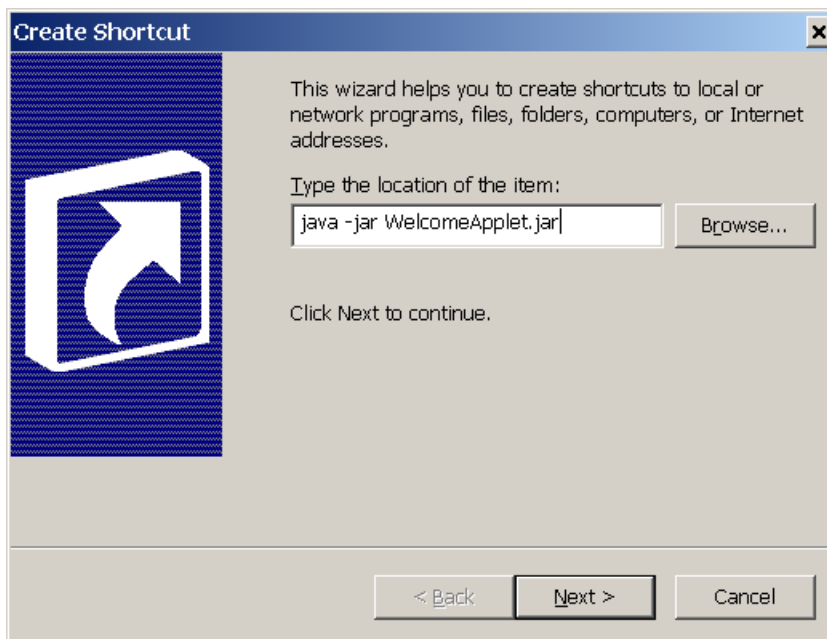 Create Shortcut
This wizard helps you to create shortcuts to local or
network programs, files, folders, computers, or Internet
addresses.
Type the location of the item:
java -jar WelcomeApplet.jar
Browse...
Click Next to continue.
< Back
Next >
Cancel